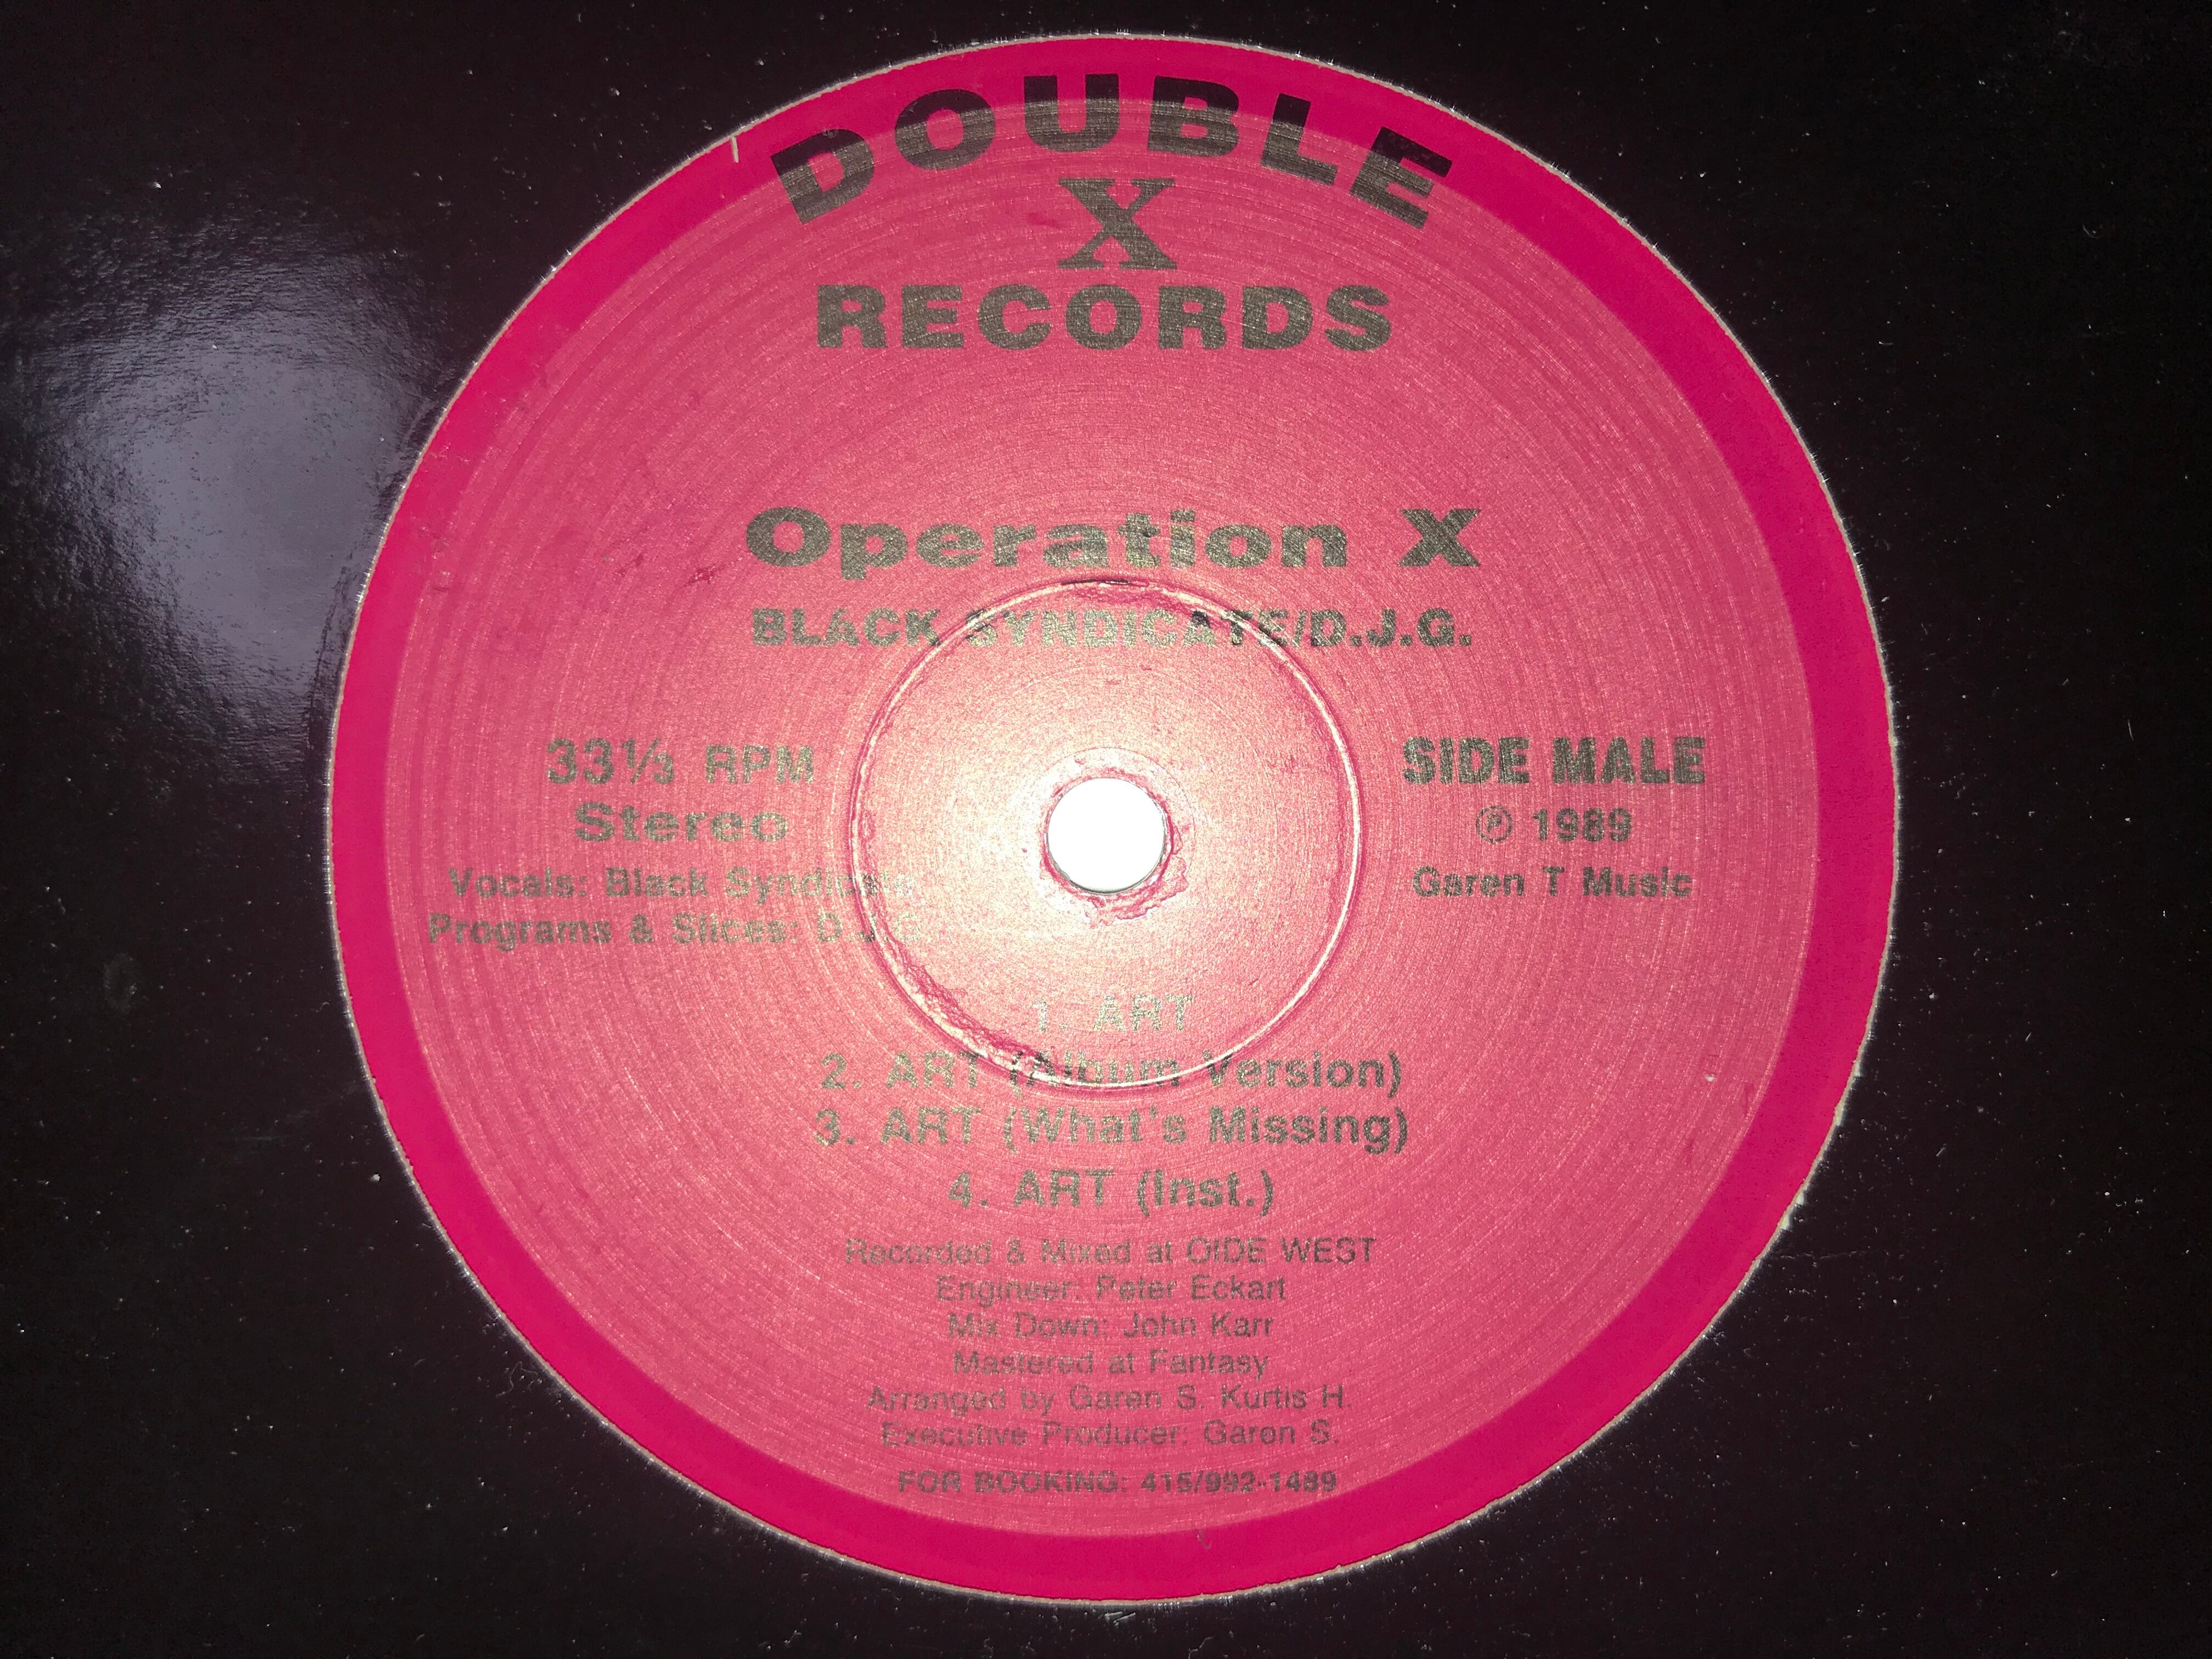 DOUBLE
X
RECORDS
Operation X
BLACK SYNDICATE/D.J.G.
33⅓ RPM
Stereo
Vocals: Black Syndicate
Programs & Slices: D.J.G.
SIDE MALE
℗ 1989
Garen T Music
1. ART
2. ART (Album Version)
3. ART (What's Missing)
4. ART (Inst.)
Recorded & Mixed at OIDE WEST
Engineer: Peter Eckart
Mix Down: John Karr
Mastered at Fantasy
Arranged by Garen S. Kurtis H.
Executive Producer: Garen S.
FOR BOOKING: 415/992-1489